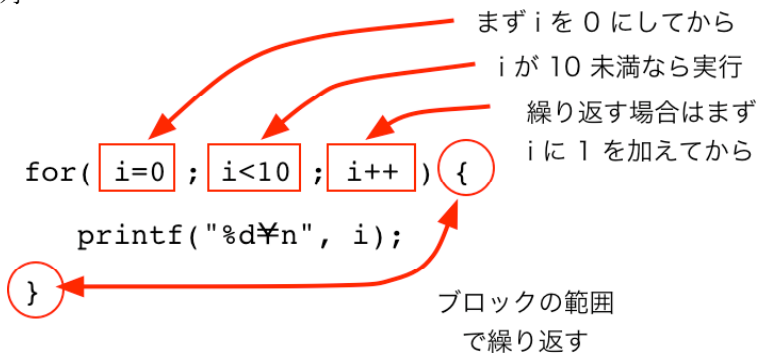 まず i を 0 にしてから
i が 10 未満なら実行
繰り返す場合はまず
i に 1 を加えてから
for( i=0 ; i<10 ; i++ ) {
printf("%d¥n", i);
}
ブロックの範囲
で繰り返す